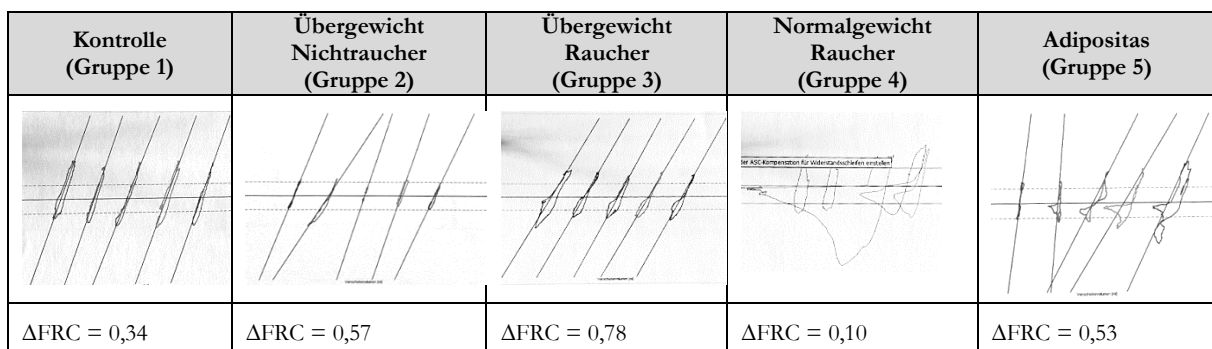 Kontrolle
(Gruppe 1)
Übergewicht
Nichtraucher
(Gruppe 2)
Übergewicht
Raucher
(Gruppe 3)
Normalgewicht
Raucher
(Gruppe 4)
Adipositas
(Gruppe 5)
der ASC-Kompensation für Widerstandsschleifen einstellen
ΔFRC = 0,34
ΔFRC = 0,57
ΔFRC = 0,78
ΔFRC = 0,10
ΔFRC = 0,53